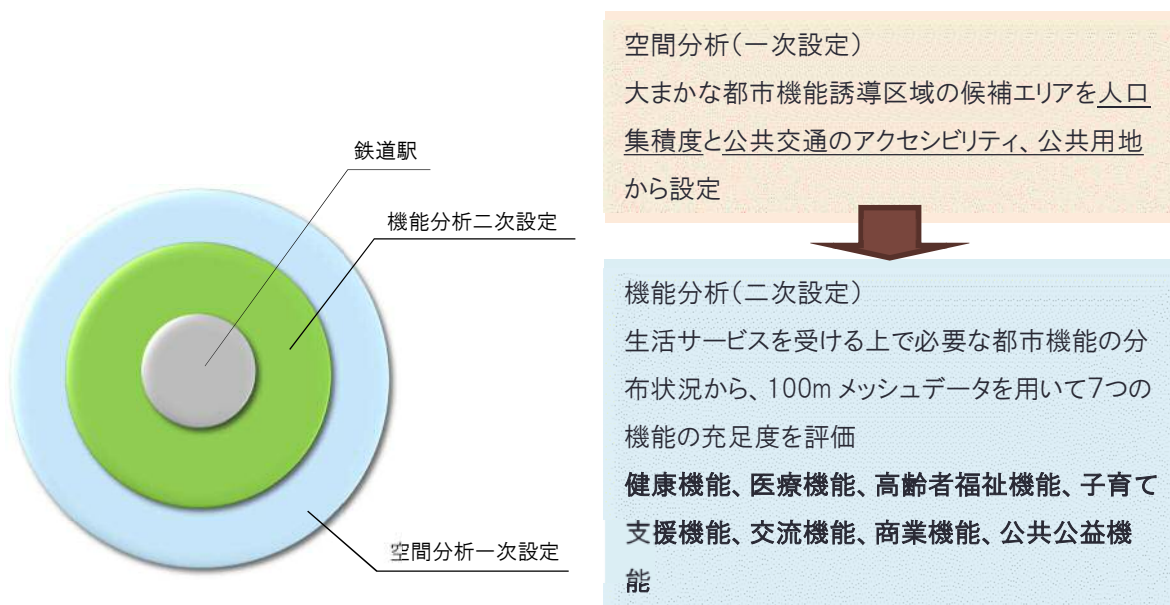 鉄道駅
機能分析二次設定
空間分析一次設定
空間分析(一次設定)
大まかな都市機能誘導区域の候補エリアを人口
集積度と公共交通のアクセシビリティ、公共用地
から設定
機能分析(二次設定)
生活サービスを受ける上で必要な都市機能の分
布状況から、100mメッシュデータを用いて7つの
機能の充足度を評価
健康機能、医療機能、高齢者福祉機能、子育て
支援機能、交流機能、商業機能、公共公益機
能